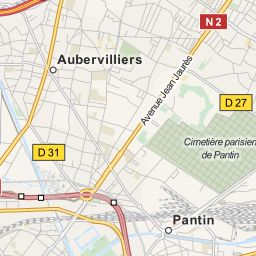 N 2
Aubervilliers
Avenue Jean Jaurès
D 27
Cimetière parisien
de Pantin
D 31
Pantin